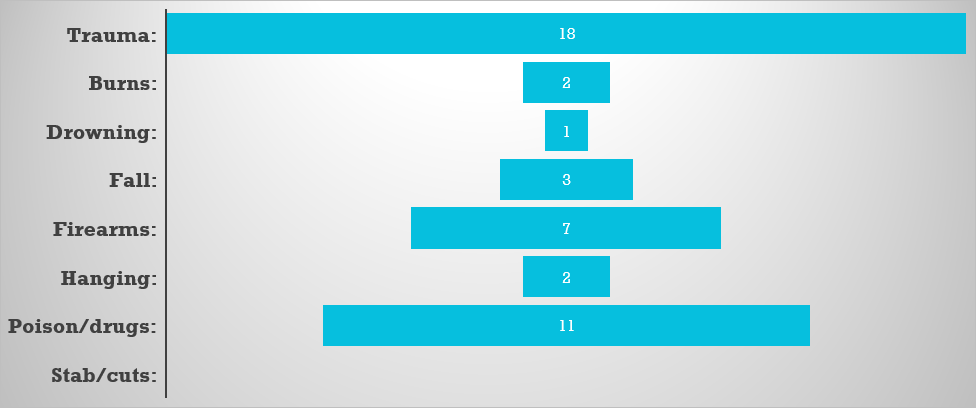 Trauma: 18
Burns: 2
Drowning: 1
Fall: 3
Firearms: 7
Hanging: 2
Poison/drugs: 11
Stab/cuts: